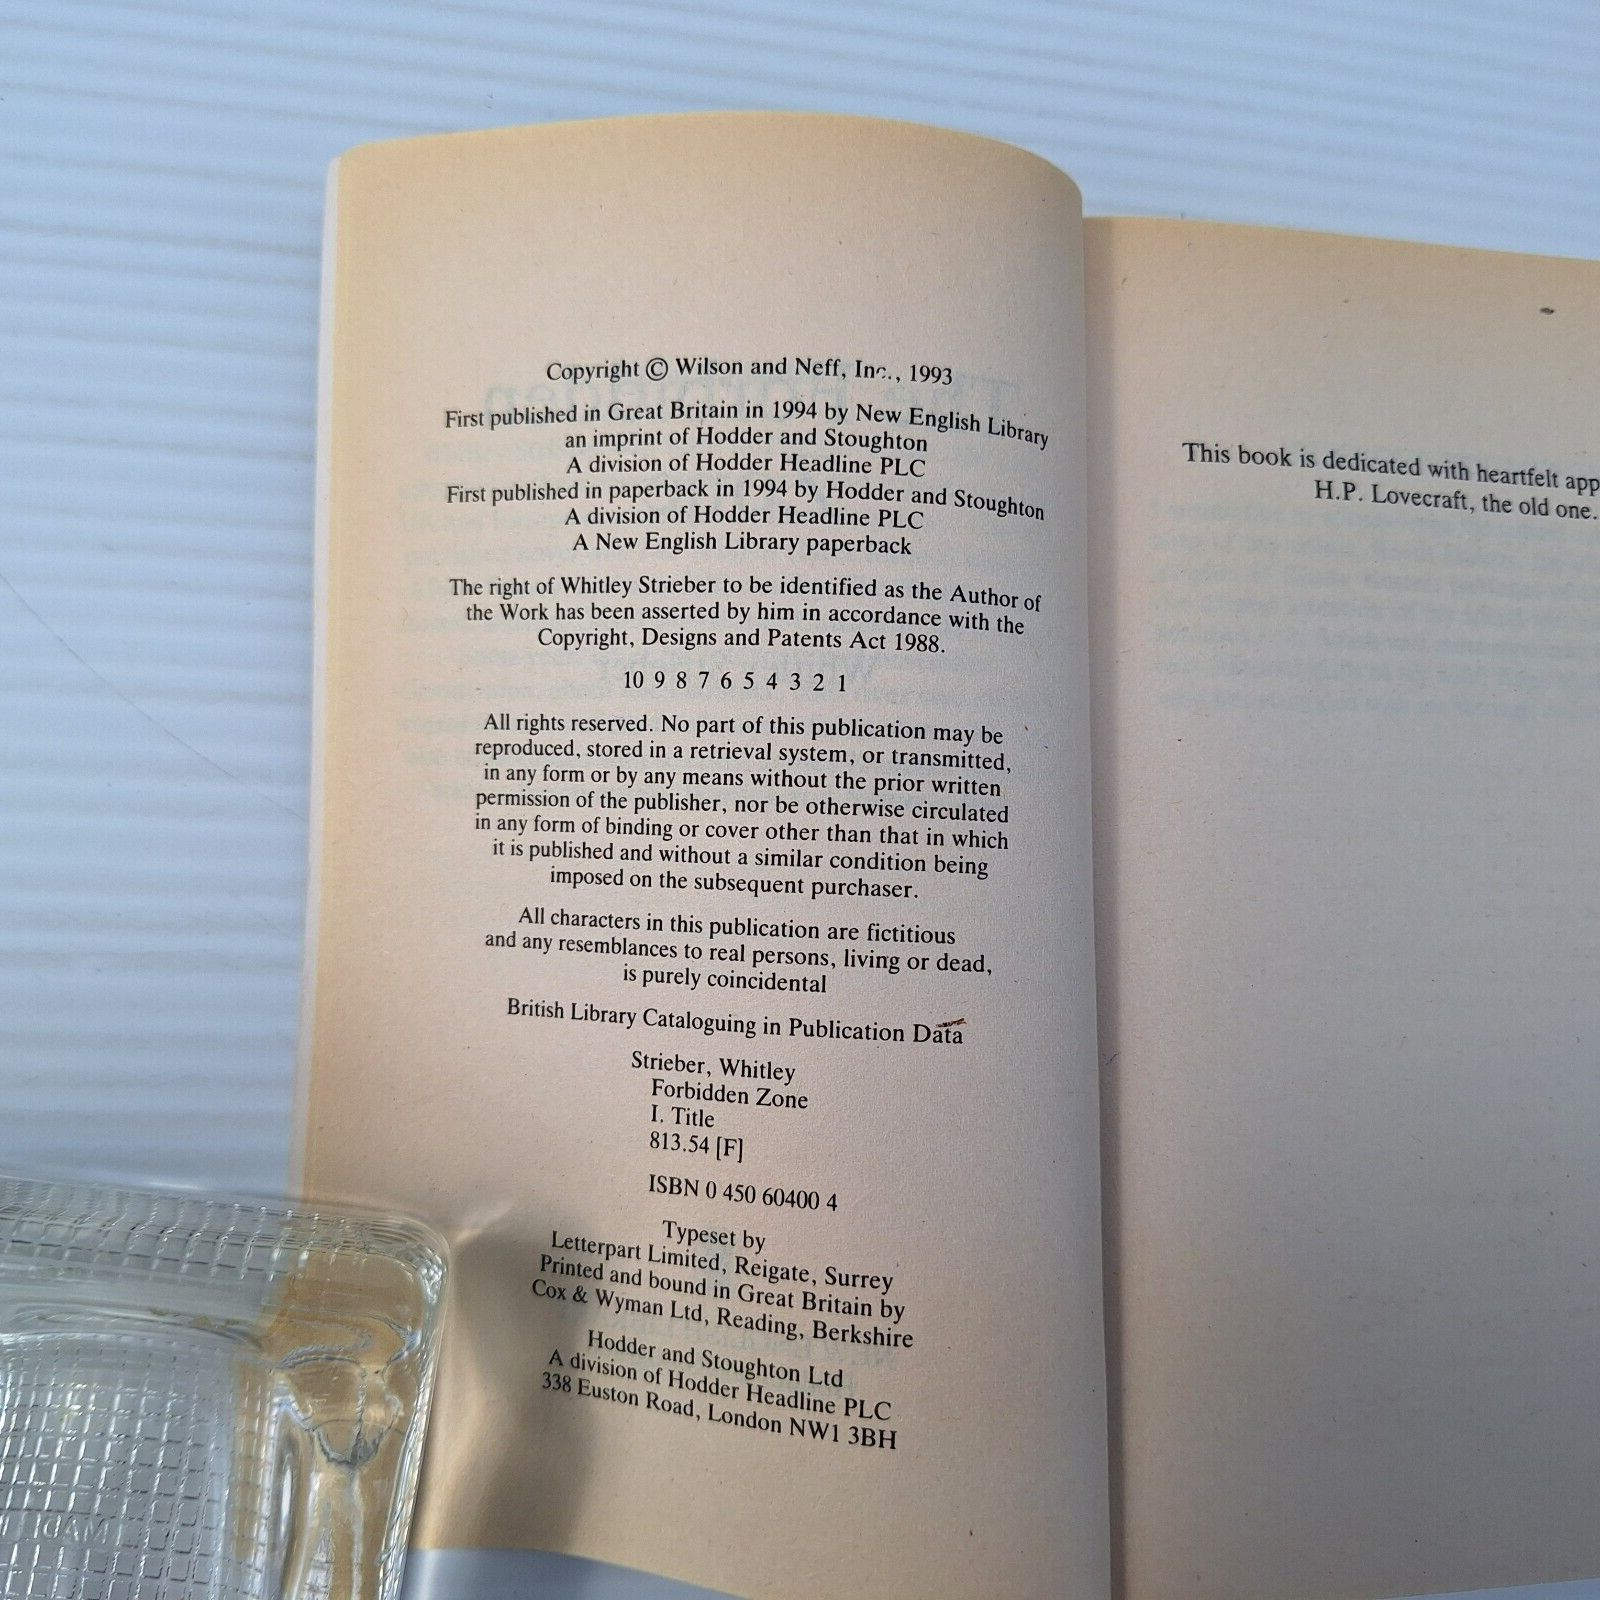 Copyright © Wilson and Neff, Inc., 1993
First published in Great Britain in 1994 by New English Library
an imprint of Hodder and Stoughton
A division of Hodder Headline PLC
First published in paperback in 1994 by Hodder and Stoughton
A division of Hodder Headline PLC
A New English Library paperback
The right of Whitley Strieber to be identified as the Author of
the Work has been asserted by him in accordance with the
Copyright, Designs and Patents Act 1988.
10 9 8 7 6 5 4 3 2 1
All rights reserved. No part of this publication may be
reproduced, stored in a retrieval system, or transmitted,
in any form or by any means without the prior written
permission of the publisher, nor be otherwise circulated
in any form of binding or cover other than that in which
it is published and without a similar condition being
imposed on the subsequent purchaser.
All characters in this publication are fictitious
and any resemblances to real persons, living or dead,
is purely coincidental
British Library Cataloguing in Publication Data
Strieber, Whitley
Forbidden Zone
I. Title
813.54 [F]
ISBN 0 450 60400 4
Typeset by
Letterpart Limited, Reigate, Surrey
Printed and bound in Great Britain by
Cox & Wyman Ltd, Reading, Berkshire
Hodder and Stoughton Ltd
A division of Hodder Headline PLC
338 Euston Road, London NW1 3BH
This book is dedicated with heartfelt app
H.P. Lovecraft, the old one.